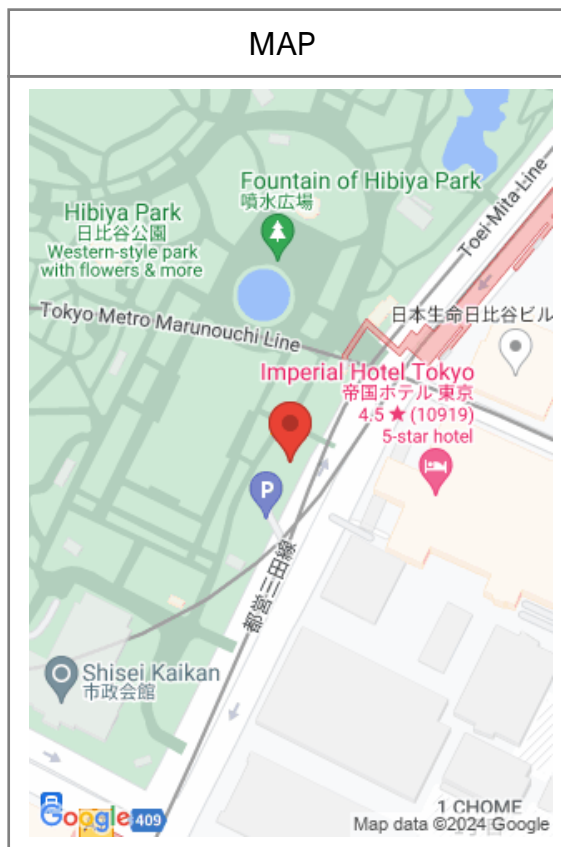 MAP
Fountain of Hibiya Park
噴水広場
Hibiya Park
日比谷公園
Western-style park
with flowers & more
Toei-Mita-Line
Tokyo Metro Marunouchi Line
日本生命日比谷ビル
Imperial Hotel Tokyo
帝国ホテル 東京
4.5 ★ (10919)
5-star hotel
P
都営三田線
Shisei Kaikan
市政会館
1 CHOME
Google
409
Map data ©2024 Google